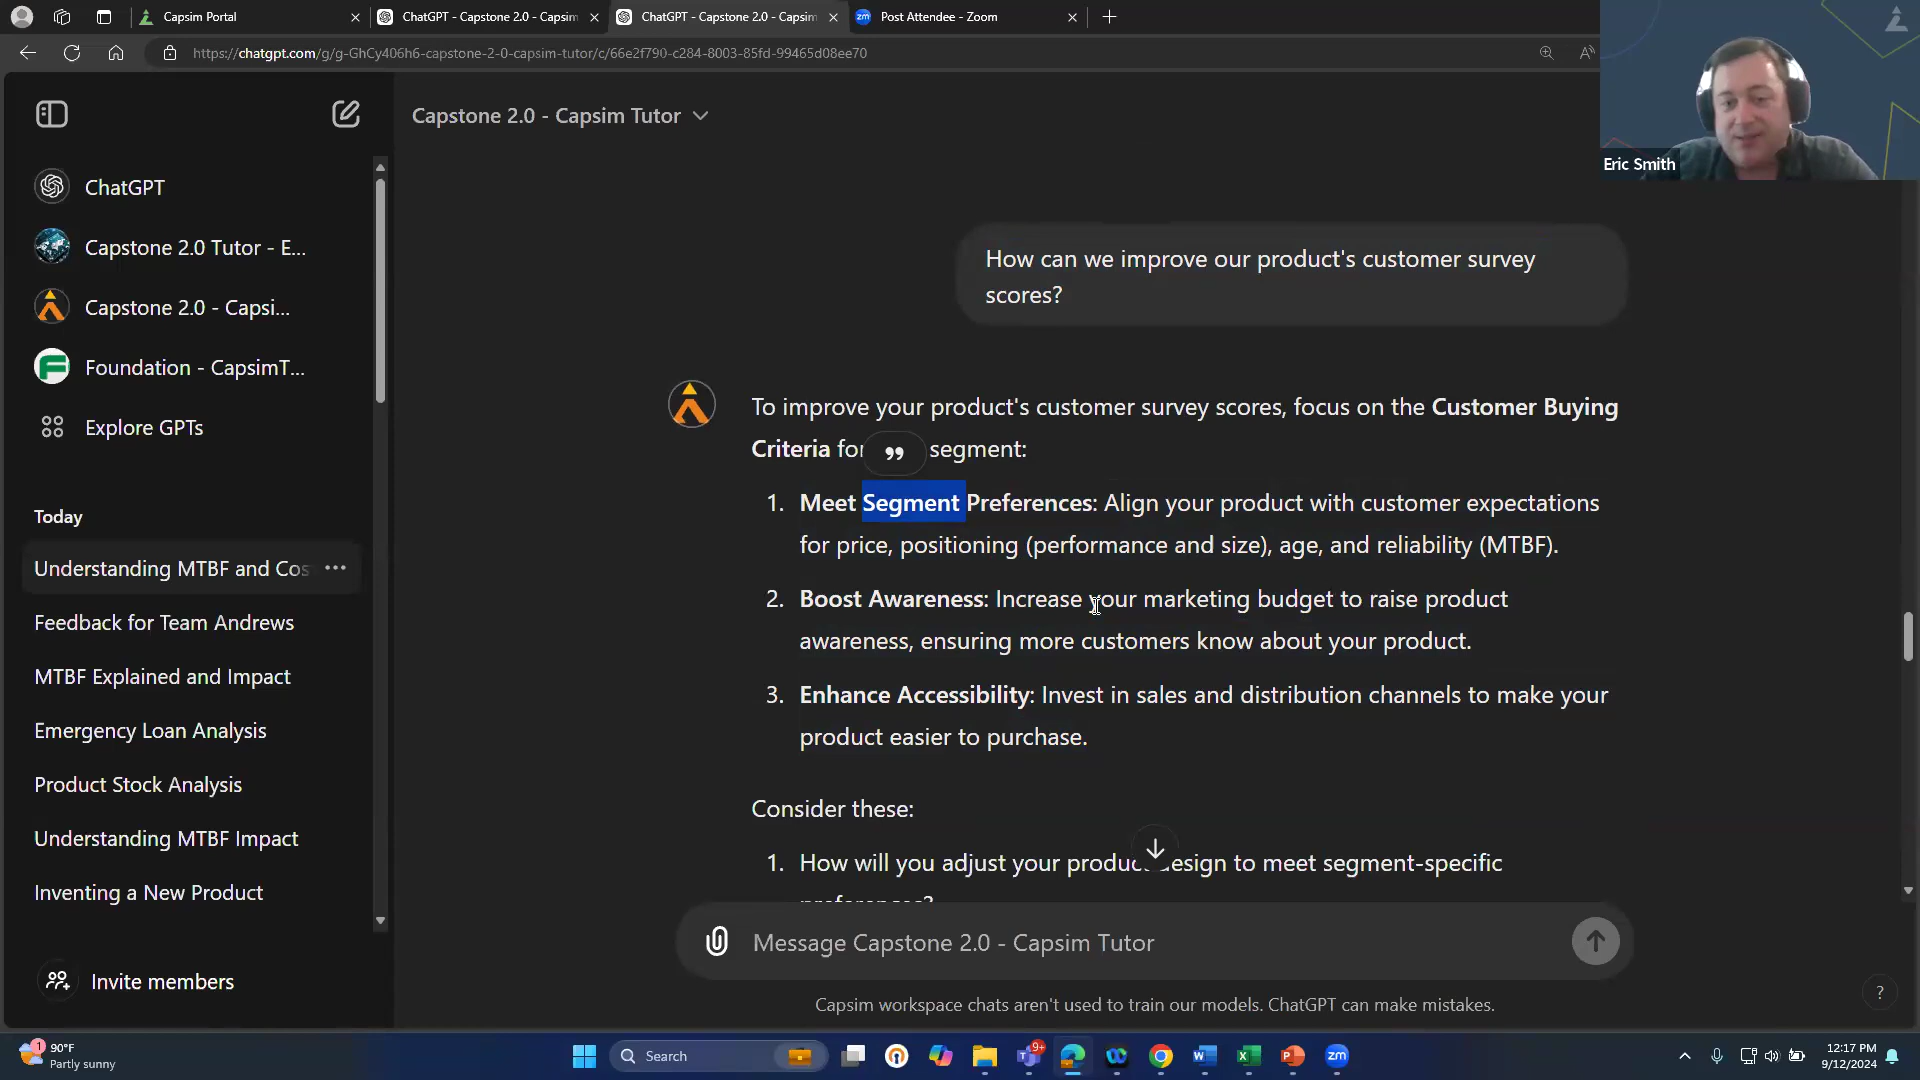 Capsim Portal
ChatGPT - Capstone 2.0 - Capsim
ChatGPT - Capstone 2.0 - Capsim
Post Attendee - Zoom
https://chatgpt.com/g/g-GhCy406h6-capstone-2-0-capsim-tutor/c/66e2f790-c284-8003-85fd-99465d08ee70
Eric Smith
Capstone 2.0 - Capsim Tutor
ChatGPT
Capstone 2.0 Tutor - E...
Capstone 2.0 - Capsi...
Foundation - CapsimT...
Explore GPTs
Today
Understanding MTBF and Cos
Feedback for Team Andrews
MTBF Explained and Impact
Emergency Loan Analysis
Product Stock Analysis
Understanding MTBF Impact
Inventing a New Product
Invite members
How can we improve our product's customer survey
scores?
To improve your product's customer survey scores, focus on the Customer Buying
Criteria for segment:
1. Meet Segment Preferences: Align your product with customer expectations
for price, positioning (performance and size), age, and reliability (MTBF).
2. Boost Awareness: Increase your marketing budget to raise product
awareness, ensuring more customers know about your product.
3. Enhance Accessibility: Invest in sales and distribution channels to make your
product easier to purchase.
Consider these:
1. How will you adjust your product design to meet segment-specific
preferences?
Message Capstone 2.0 - Capsim Tutor
Capsim workspace chats aren't used to train our models. ChatGPT can make mistakes.
?
1
90°F
Partly sunny
Search
9+
12:17 PM
9/12/2024